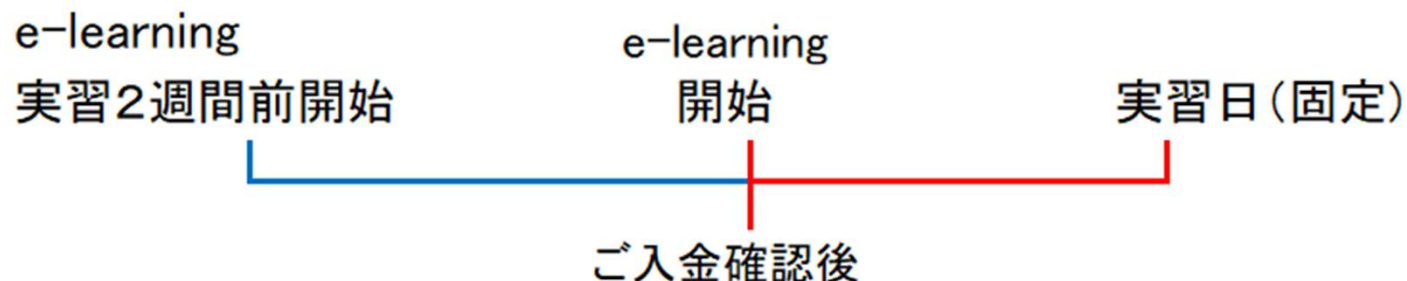 e-learning
実習２週間前開始
e-learning
開始
実習日（固定）
ご入金確認後